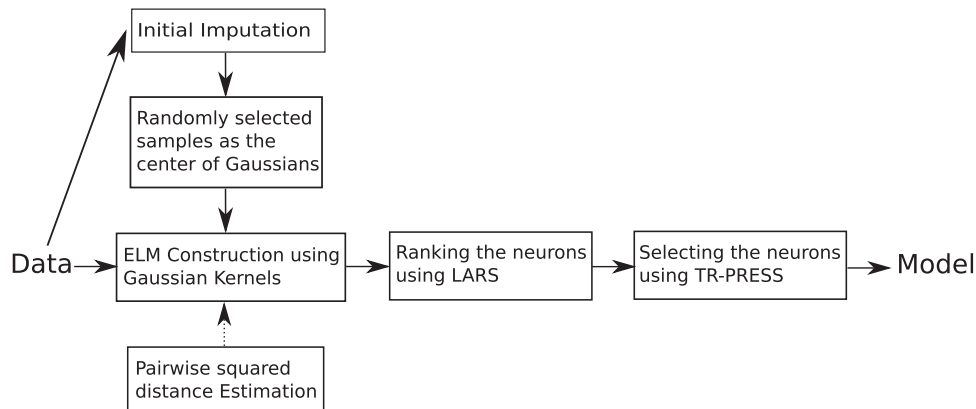 Initial Imputation
Randomly selected
samples as the
center of Gaussians
Data
ELM Construction using
Gaussian Kernels
Ranking the neurons
using LARS
Selecting the neurons
using TR-PRESS
Model
Pairwise squared
distance Estimation